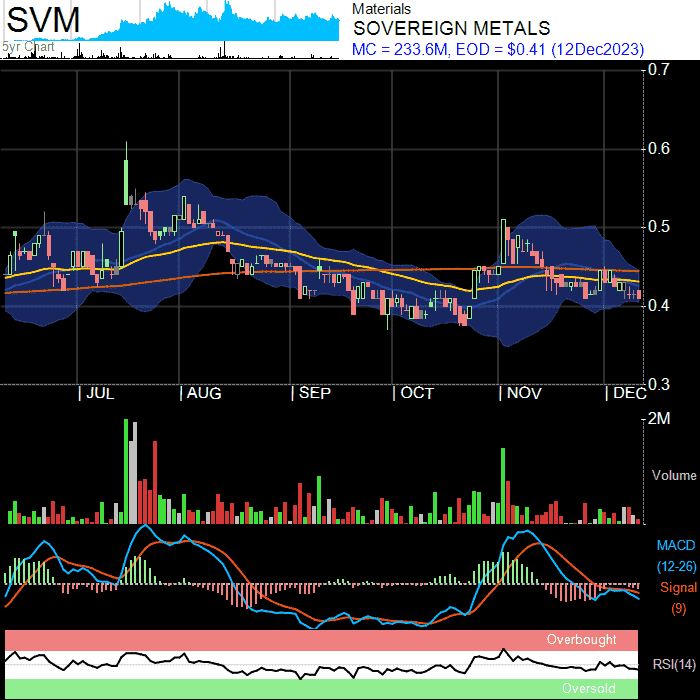 SVM
5yr Chart
Materials
SOVEREIGN METALS
MC = 233.6M, EOD = $0.41 (12Dec2023)
0.7
0.6
0.5
0.4
0.3
JUL AUG SEP OCT NOV DEC
2M
Volume
MACD
(12-26)
Signal
(9)
Overbought
RSI(14)
Oversold